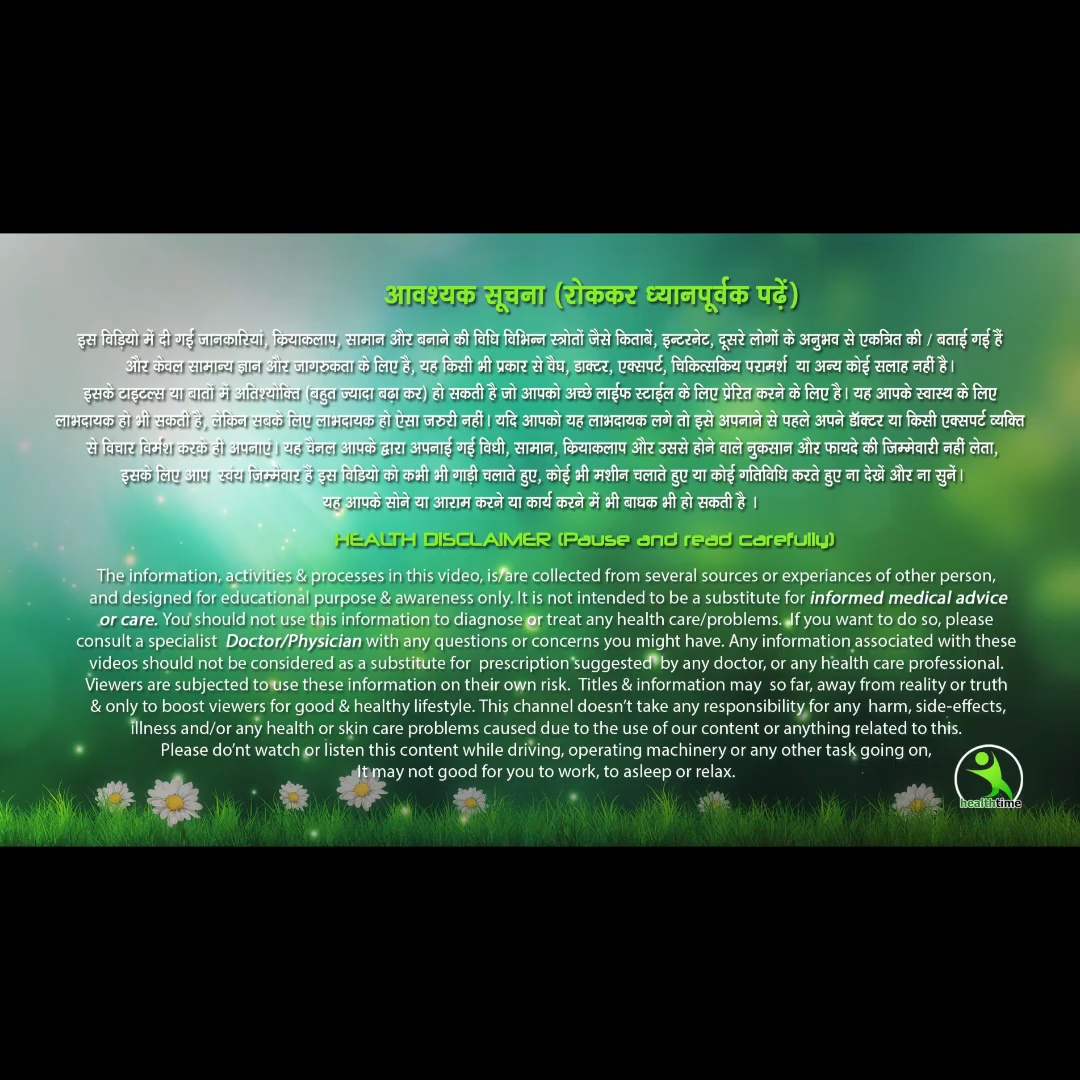 आवश्यक सूचना (रोककर ध्यानपूर्वक पढ़ें)
इस विडियो में दी गई जानकारियां, कियाकलाप, सामान और बनाने की विधि विभिन्न स्त्रोतों जैसे किताबें, इन्टरनेट, दूसरे लोगों के अनुभव से एकत्रित की / बताई गई हैं
और केवल सामान्य ज्ञान और जागरुकता के लिए है, यह किसी भी प्रकार से वैघ, डाक्टर, एक्सपर्ट, चिकित्सकिय परामर्श या अन्य कोई सलाह नहीं है।
इसके टाइटल्स या बातों में अतिश्योक्ति (बहुत ज्यादा बढ़ा कर) हो सकती है जो आपको अच्छे लाईफ स्टाईल के लिए प्रेरित करने के लिए है। यह आपके स्वास्थ के लिए
लाभदायक हो भी सकती है, लेकिन सबके लिए लाभदायक हो ऐसा जरुरी नहीं। यदि आपको यह लाभदायक लगे तो इसे अपनाने से पहले अपने डॅाक्टर या किसी एक्सपर्ट व्यक्ति
से विचार विर्मश करके ही अपनाएं। यह चैनल आपके द्वारा अपनाई गई विधी, सामान, कियाकलाप और उससे होने वाले नुकसान और फायदे की जिम्मेवारी नहीं लेता,
इसके लिए आप स्वंय जिम्मेवार हैं इस विडियो को कभी भी गाड़ी चलाते हुए, कोई भी मशीन चलाते हुए या कोई गतिविधि करते हुए ना देखें और ना सुनें।
यह आपके सोने या आराम करने या कार्य करने में भी बाधक भी हो सकती है ।
HEALTH DISCLAIMER (Pause and read carefully)
The information, activities & processes in this video, is/are collected from several sources or experiances of other person,
and designed for educational purpose & awareness only. It is not intended to be a substitute for informed medical advice
or care. You should not use this information to diagnose or treat any health care/problems. If you want to do so, please
consult a specialist Doctor/Physician with any questions or concerns you might have. Any information associated with these
videos should not be considered as a substitute for prescription suggested by any doctor, or any health care professional.
Viewers are subjected to use these information on their own risk. Titles & information may so far, away from reality or truth
& only to boost viewers for good & healthy lifestyle. This channel doesn't take any responsibility for any harm, side-effects,
illness and/or any health or skin care problems caused due to the use of our content or anything related to this.
Please do'nt watch or listen this content while driving, operating machinery or any other task going on,
It may not good for you to work, to asleep or relax.
healthtime